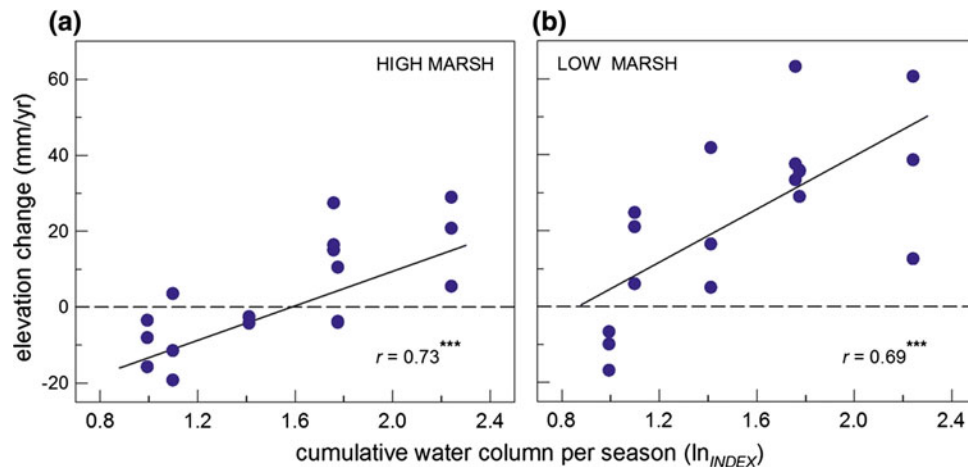 (a)
HIGH MARSH
(b)
LOW MARSH
elevation change (mm/yr)
60
40
20
0
-20
r = 0.73***
r = 0.69***
0.8 1.2 1.6 2.0 2.4
0.8 1.2 1.6 2.0 2.4
cumulative water column per season (ln_INDEX)